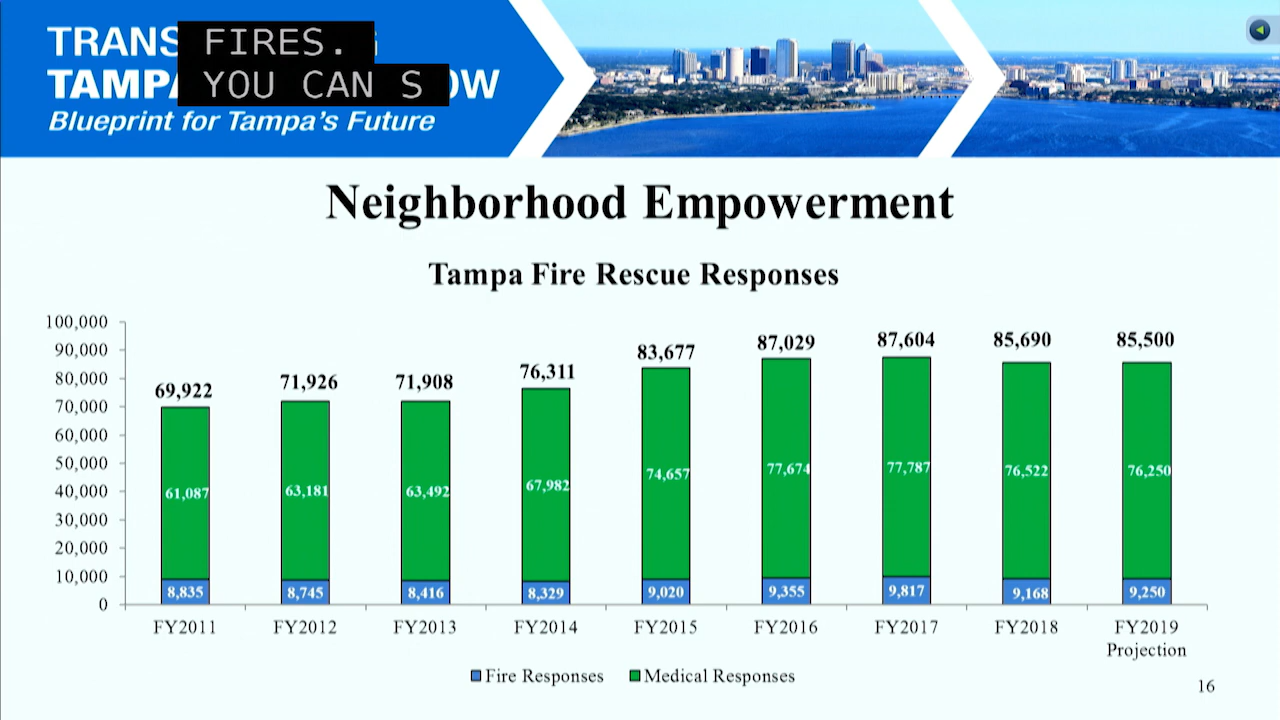 TRANS
FIRES.
TAMPA
YOU CAN S
OW
Blueprint for Tampa's Future
Neighborhood Empowerment
Tampa Fire Rescue Responses
100,000
90,000
80,000
70,000
60,000
50,000
40,000
30,000
20,000
10,000
0
69,922
71,926
71,908
76,311
83,677
87,029
87,604
85,690
85,500
61,087
63,181
63,492
67,982
74,657
77,674
77,787
76,522
76,250
8,835
8,745
8,416
8,329
9,020
9,355
9,817
9,168
9,250
FY2011
FY2012
FY2013
FY2014
FY2015
FY2016
FY2017
FY2018
FY2019
Projection
Fire Responses
Medical Responses
16